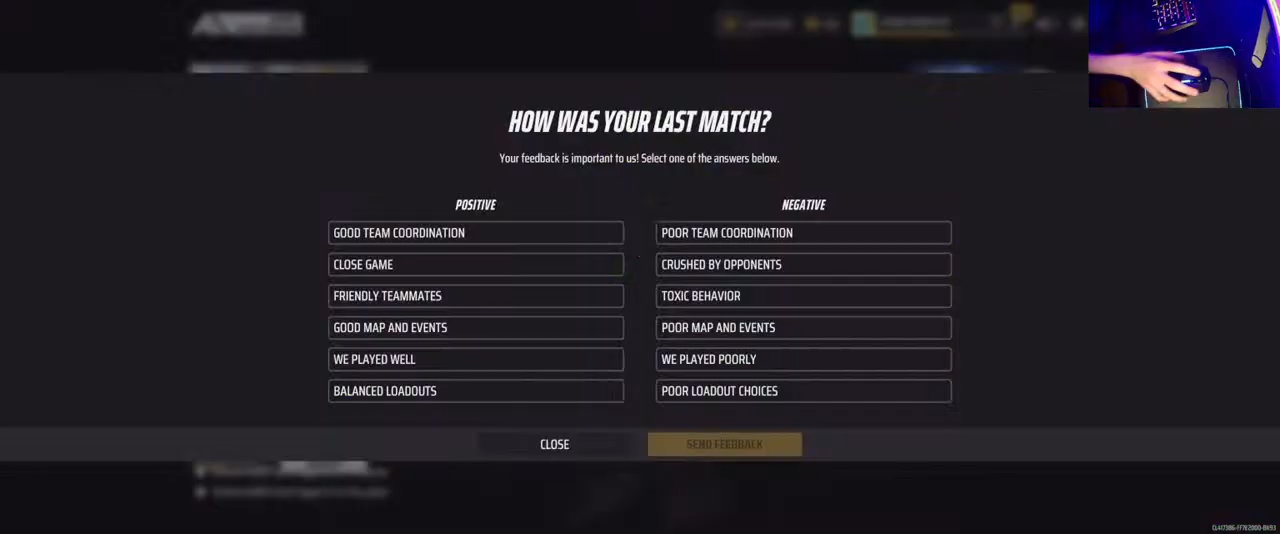 HOW WAS YOUR LAST MATCH?
Your feedback is important to us! Select one of the answers below.
POSITIVE
NEGATIVE
GOOD TEAM COORDINATION
POOR TEAM COORDINATION
CLOSE GAME
CRUSHED BY OPPONENTS
FRIENDLY TEAMMATES
TOXIC BEHAVIOR
GOOD MAP AND EVENTS
POOR MAP AND EVENTS
WE PLAYED WELL
WE PLAYED POORLY
BALANCED LOADOUTS
POOR LOADOUT CHOICES
CLOSE
SEND FEEDBACK